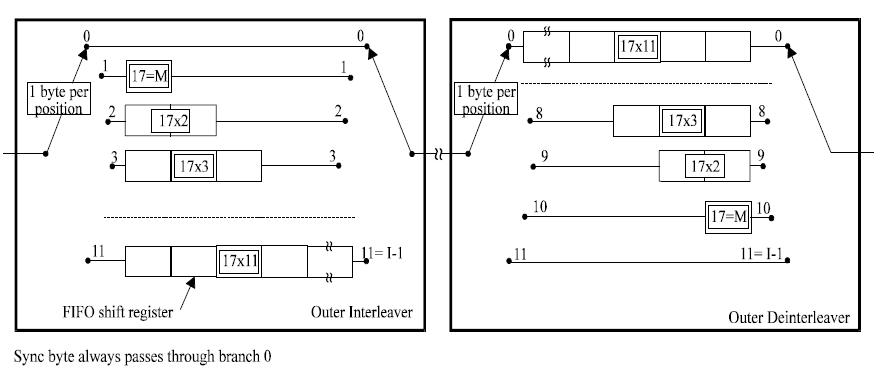 0 0
1 17=M 1
1 byte per
position
2 17x2 2
3 17x3 3
11 17x11 11= I-1
FIFO shift register
Outer Interleaver
0 17x11 0
1 byte per
position
8 17x3 8
9 17x2 9
10 17=M 10
11 11= I-1
Outer Deinterleaver
Sync byte always passes through branch 0